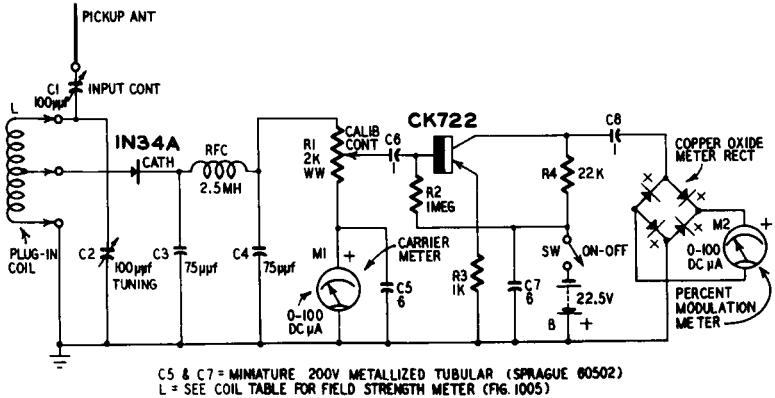 PICKUP ANT
C1
100µµf
INPUT CONT
L
PLUG-IN
COIL
C2
100µµf
TUNING
1N34A
CATH
RFC
2.5MH
C3
75µµf
C4
75µµf
R1
2K
WW
CALIB
CONT
C6
1
CK722
R2
1MEG
M1
+
CARRIER
METER
0-100
DC µA
C5
6
R3
1K
C7
6
R4
22K
SW
ON-OFF
22.5V
B
+
C8
1
COPPER OXIDE
METER RECT
X
X
X
X
M2
+
0-100
DC µA
PERCENT
MODULATION
METER
C5 & C7 = MINIATURE 200V METALLIZED TUBULAR (SPRAGUE 60502)
L = SEE COIL TABLE FOR FIELD STRENGTH METER (FIG. 1005)